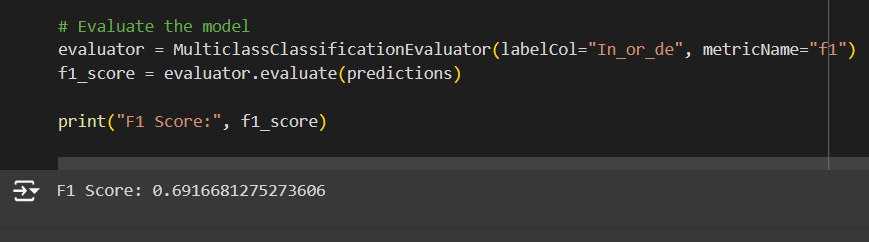 # Evaluate the model
evaluator = MulticlassClassificationEvaluator(labelCol="In_or_de", metricName="f1")
f1_score = evaluator.evaluate(predictions)
print("F1 Score:", f1_score)
F1 Score: 0.6916681275273606